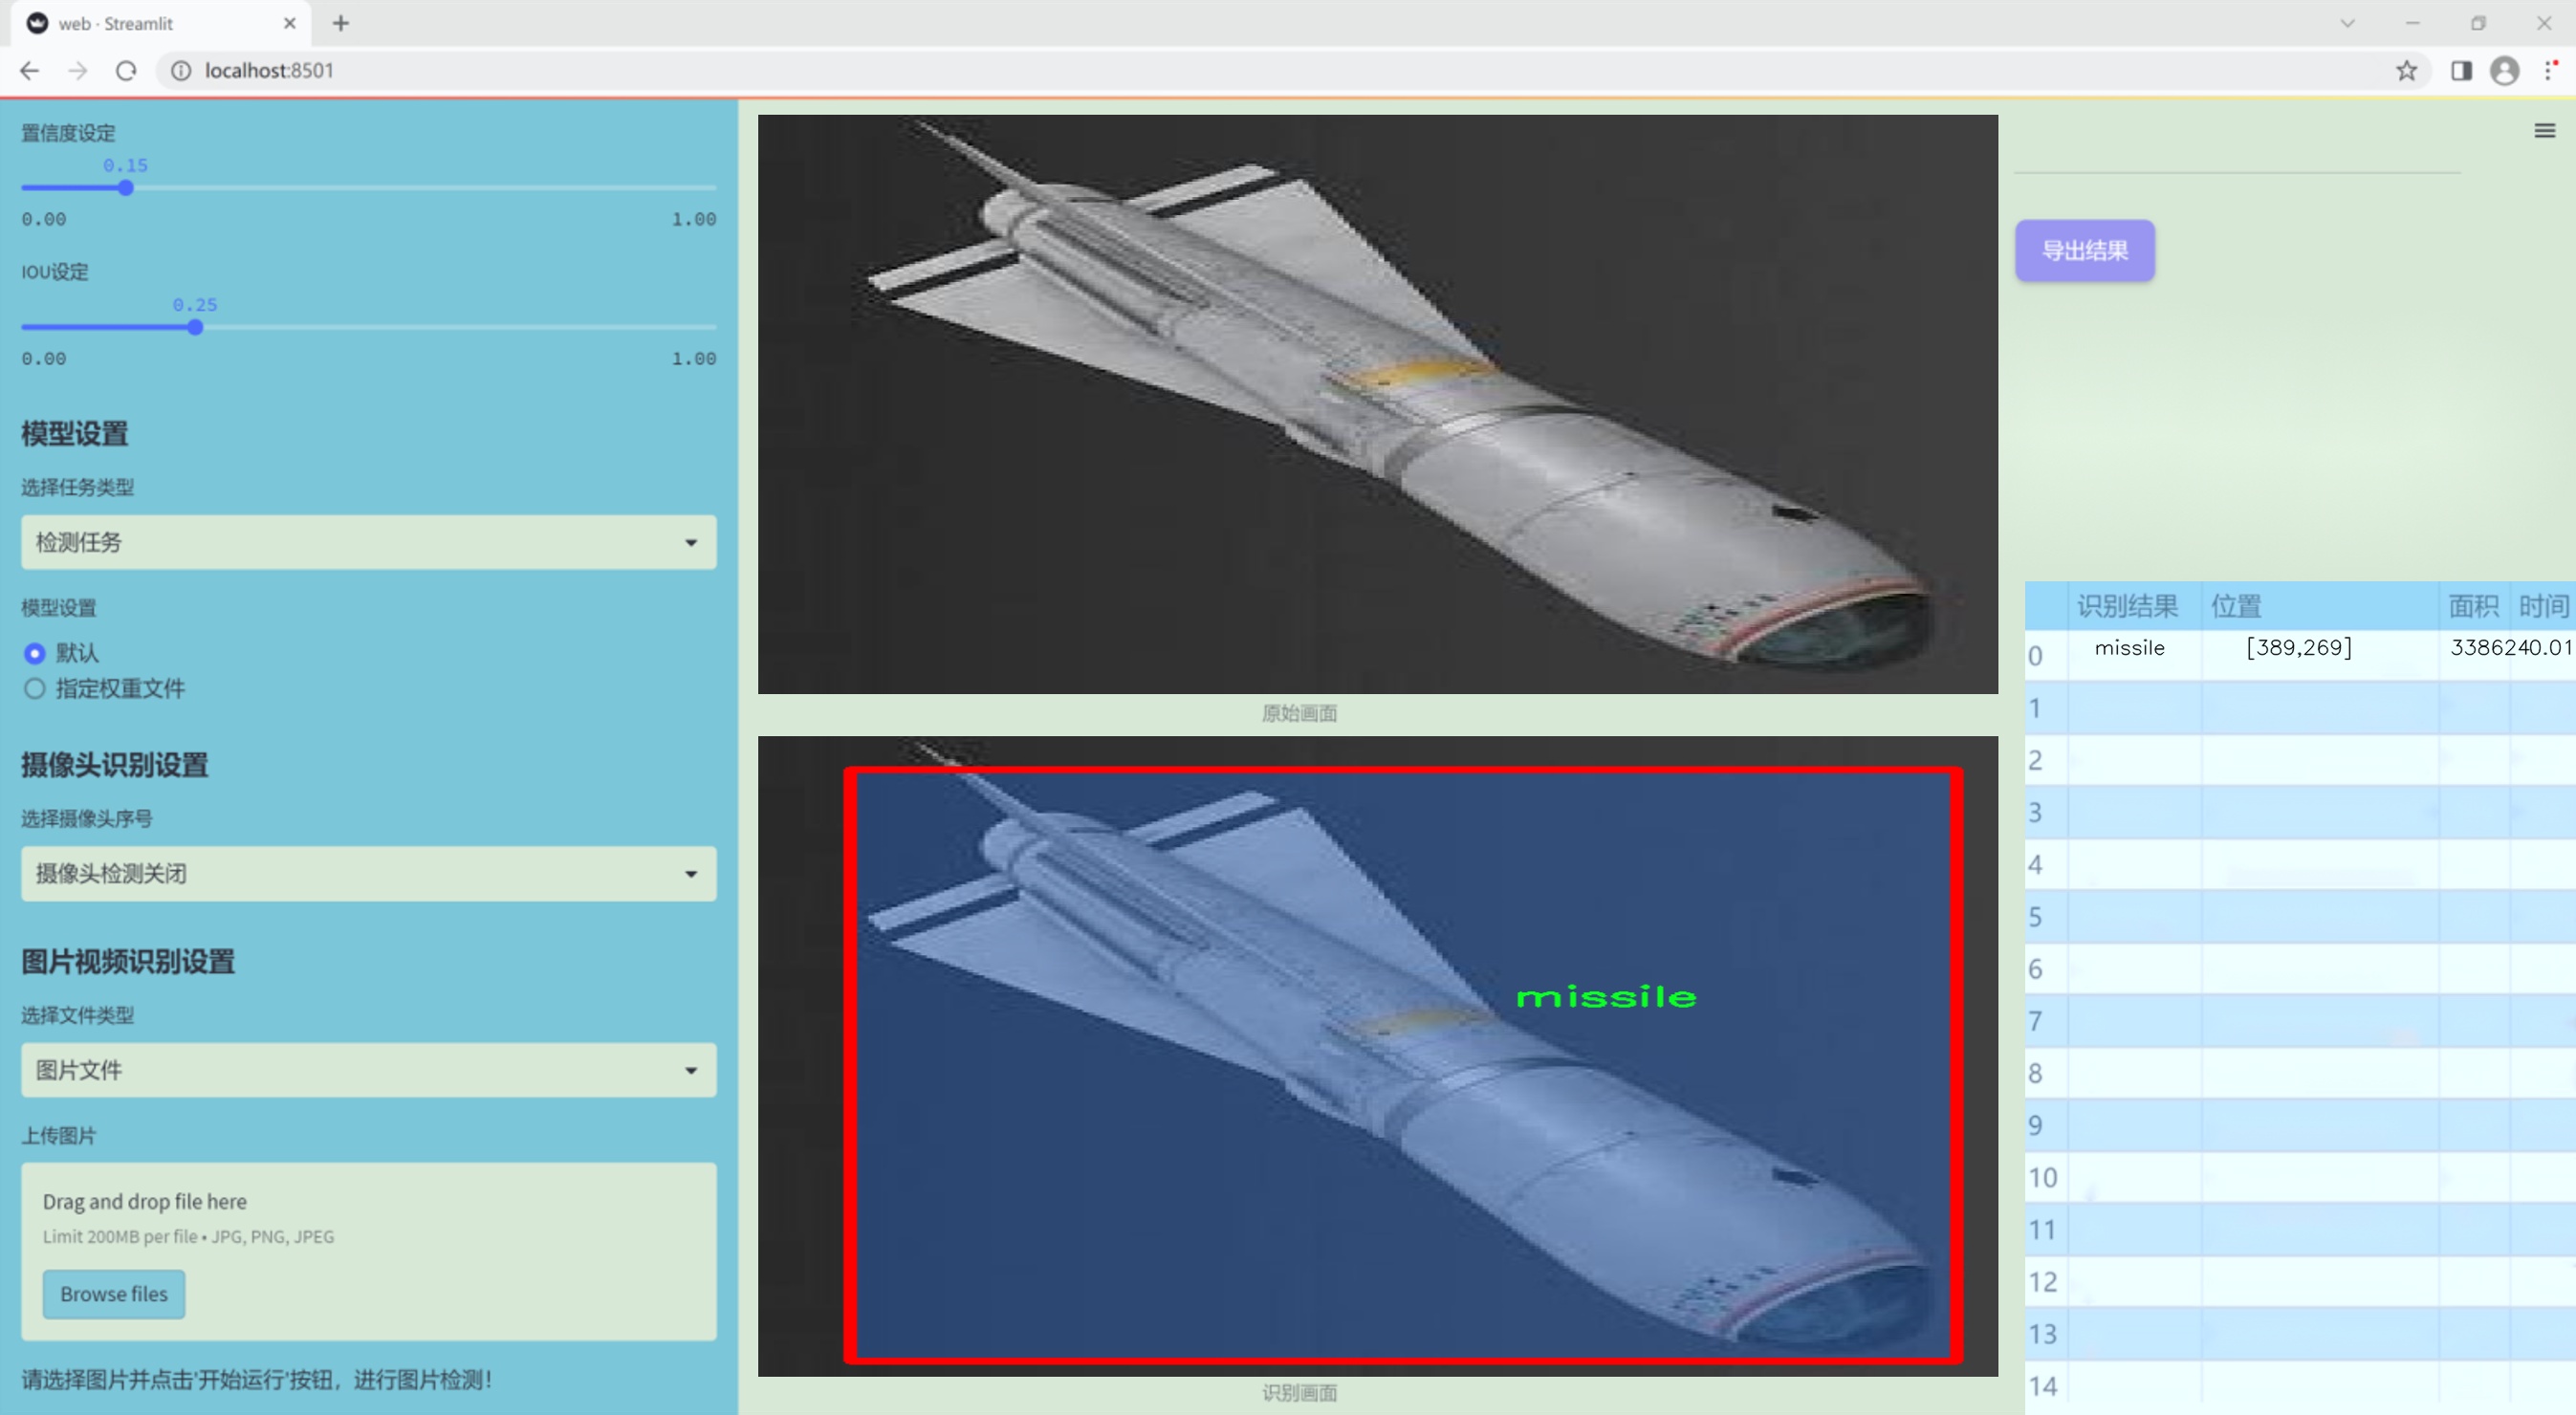 web · Streamlit
localhost:8501
置信度设定
0.15
0.00 1.00
IOU设定
0.25
0.00 1.00
模型设置
选择任务类型
检测任务
模型设置
默认
指定权重文件
摄像头识别设置
选择摄像头序号
摄像头检测关闭
图片视频识别设置
选择文件类型
图片文件
上传图片
Drag and drop file here
Limit 200MB per file • JPG, PNG, JPEG
Browse files
请选择图片并点击'开始运行'按钮，进行图片检测！
原始画面
missile
识别画面
导出结果
识别结果 位置 面积 时间
0 missile [389,269] 3386240.01
1
2
3
4
5
6
7
8
9
10
11
12
13
14